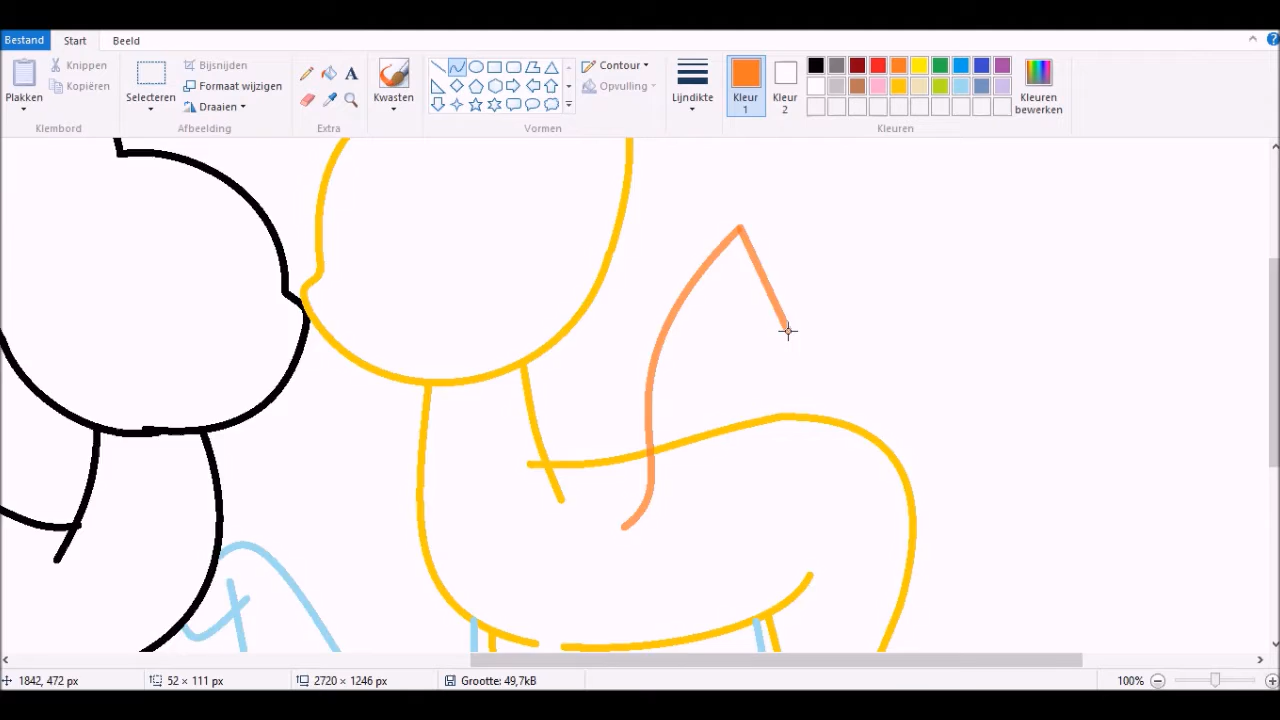 Bestand Start Beeld
Plakken
Knippen
Kopiëren
Klembord
Selecteren
Bijsnijden
Formaat wijzigen
Draaien
Afbeelding
A
Extra
Kwasten
Contour
Opvulling
Vormen
Lijndikte
Kleur
1
Kleur
2
Kleuren
bewerken
Kleuren
1842, 472 px 52 × 111 px 2720 × 1246 px Grootte: 49,7kB 100%